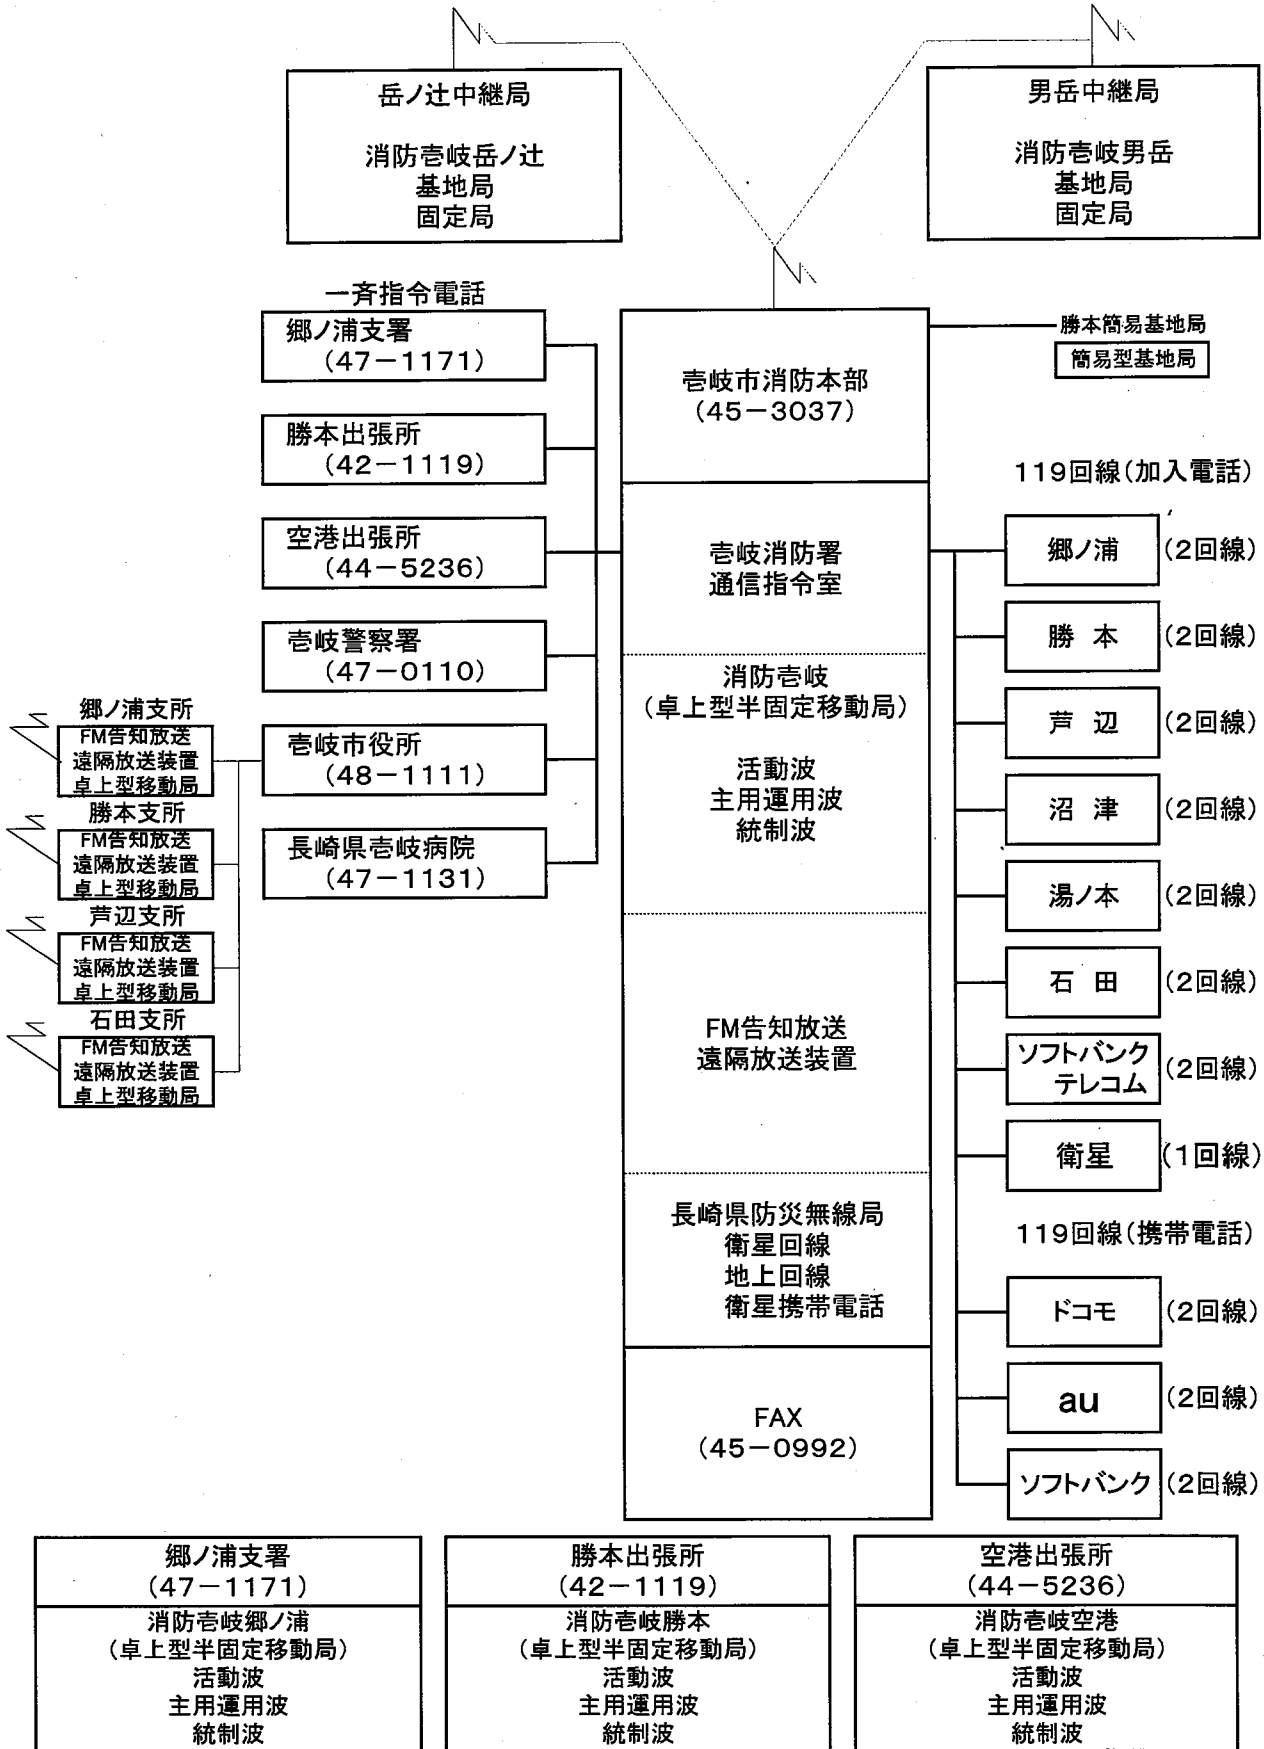 岳ノ辻中継局
消防壱岐岳ノ辻
基地局
固定局
男岳中継局
消防壱岐男岳
基地局
固定局
一斉指令電話
郷ノ浦支署
(47-1171)
勝本出張所
(42-1119)
空港出張所
(44-5236)
壱岐警察署
(47-0110)
壱岐市役所
(48-1111)
長崎県壱岐病院
(47-1131)
郷ノ浦支所
FM告知放送
遠隔放送装置
卓上型移動局
勝本支所
FM告知放送
遠隔放送装置
卓上型移動局
芦辺支所
FM告知放送
遠隔放送装置
卓上型移動局
石田支所
FM告知放送
遠隔放送装置
卓上型移動局
壱岐市消防本部
(45-3037)
壱岐消防署
通信指令室
消防壱岐
(卓上型半固定移動局)
活動波
主用運用波
統制波
FM告知放送
遠隔放送装置
長崎県防災無線局
衛星回線
地上回線
衛星携帯電話
FAX
(45-0992)
勝本簡易基地局
簡易型基地局
119回線(加入電話)
郷ノ浦 (2回線)
勝 本 (2回線)
芦 辺 (2回線)
沼 津 (2回線)
湯ノ本 (2回線)
石 田 (2回線)
ソフトバンク
テレコム (2回線)
衛星 (1回線)
119回線(携帯電話)
ドコモ (2回線)
au (2回線)
ソフトバンク (2回線)
郷ノ浦支署
(47-1171)
消防壱岐郷ノ浦
(卓上型半固定移動局)
活動波
主用運用波
統制波
勝本出張所
(42-1119)
消防壱岐勝本
(卓上型半固定移動局)
活動波
主用運用波
統制波
空港出張所
(44-5236)
消防壱岐空港
(卓上型半固定移動局)
活動波
主用運用波
統制波